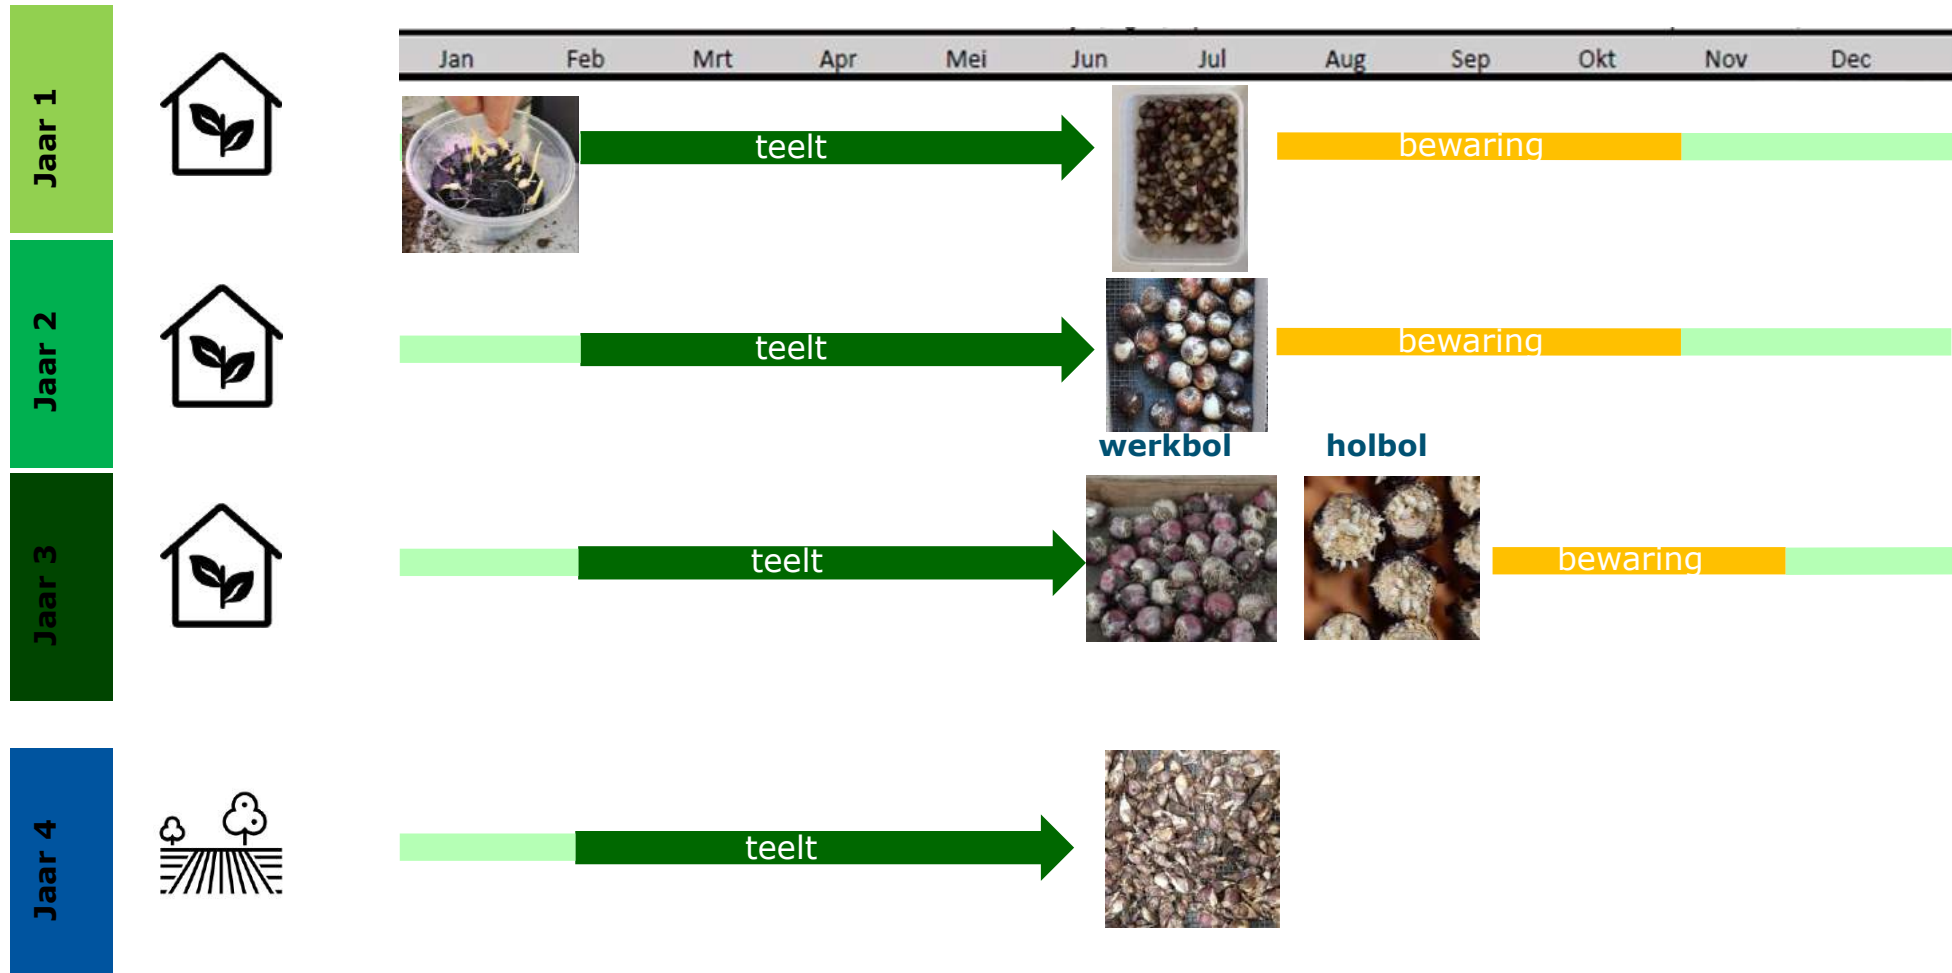 Jan Feb Mrt Apr Mei Jun Jul Aug Sep Okt Nov Dec
Jaar 1
teelt
bewaring
Jaar 2
teelt
bewaring
werkbol
holbol
Jaar 3
teelt
bewaring
Jaar 4
teelt